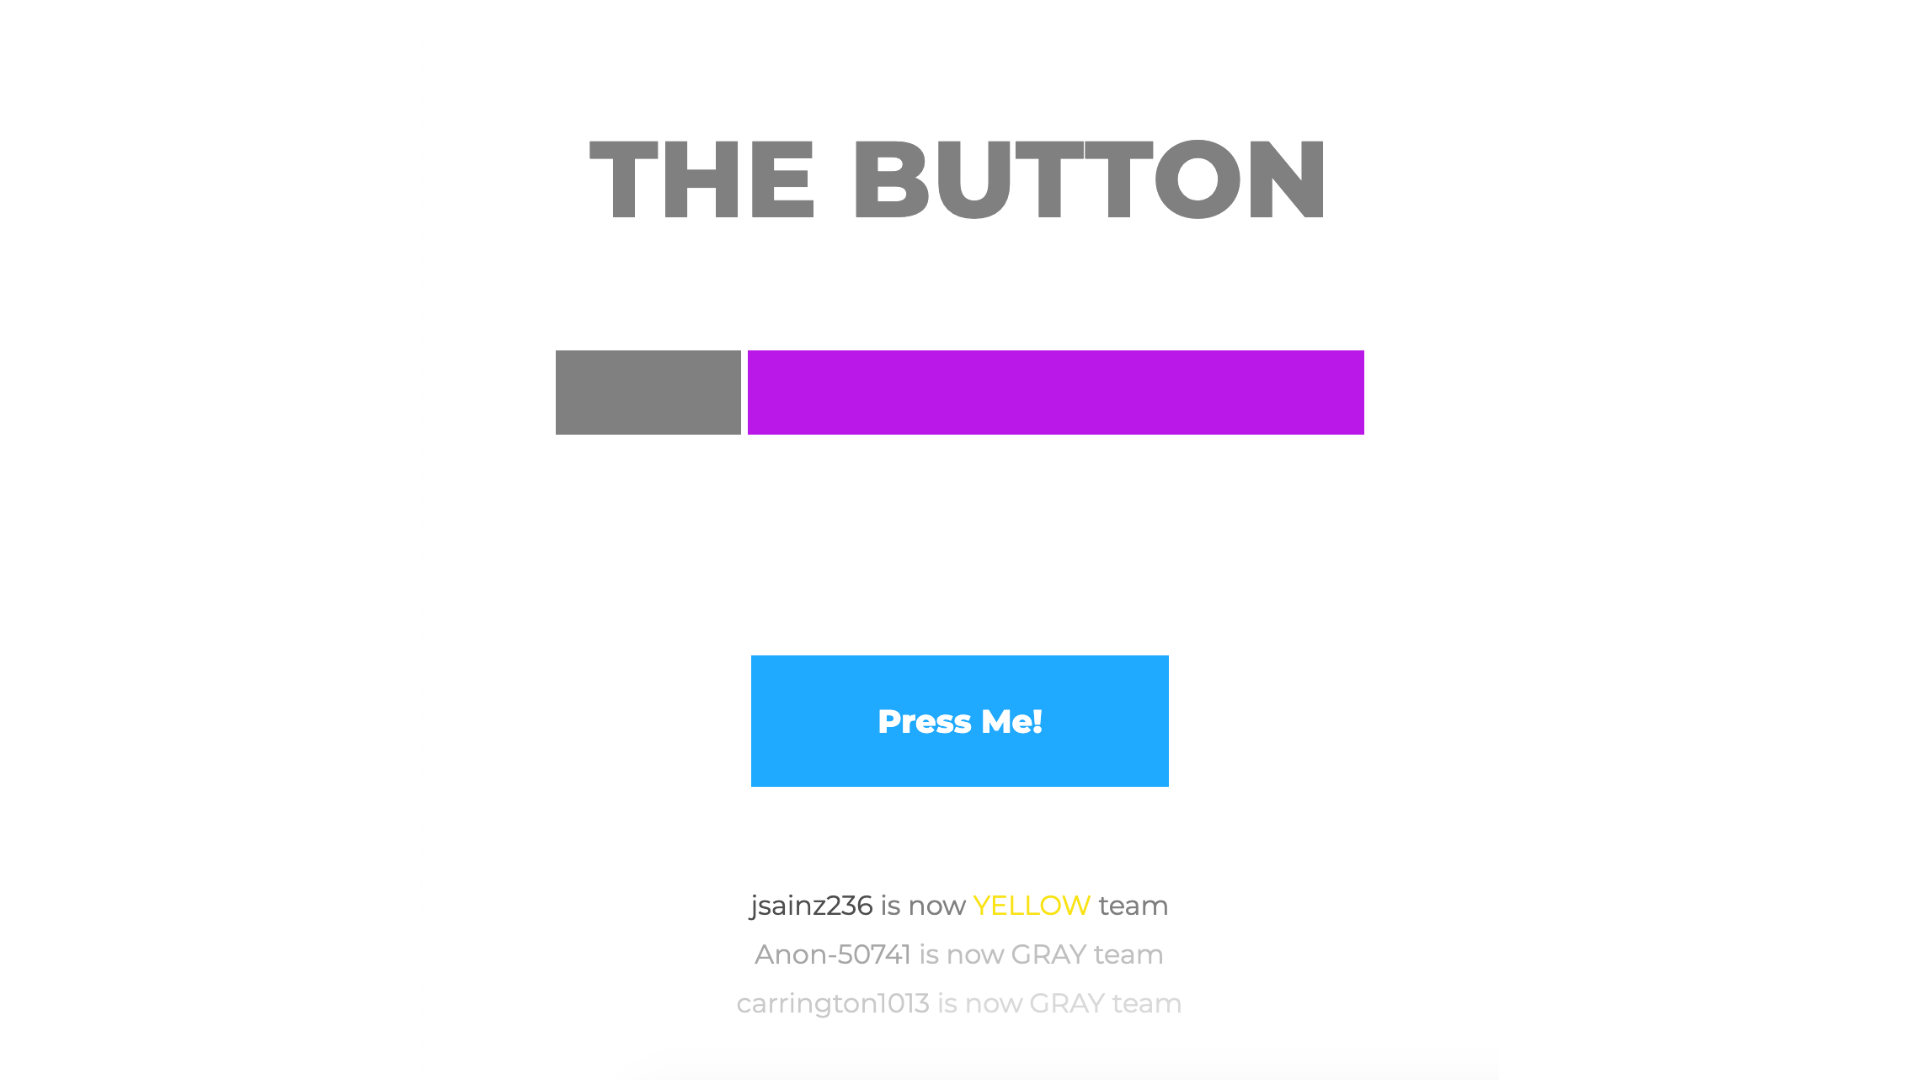 THE BUTTON
Press Me!
jsainz236 is now YELLOW team
Anon-50741 is now GRAY team
carrington1013 is now GRAY team